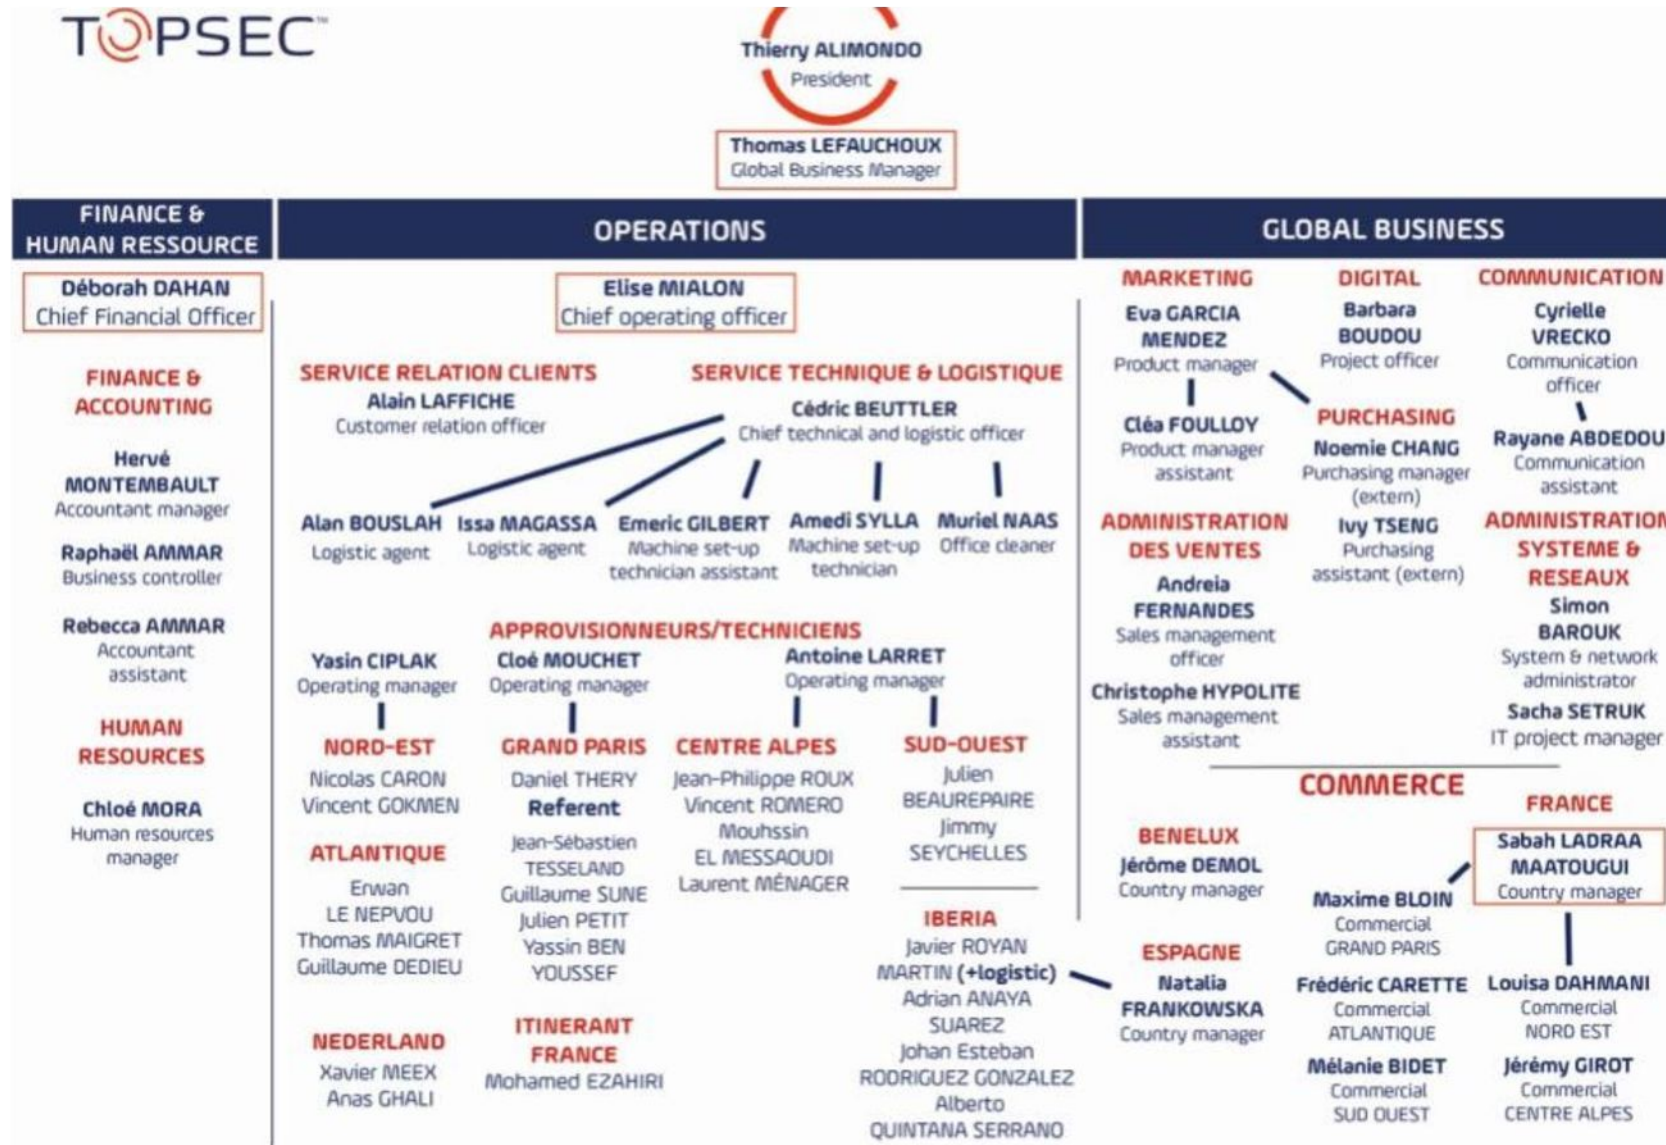 TOPSEC™
Thierry ALIMONDO
President
Thomas LEFAUCHOUX
Global Business Manager
FINANCE &
HUMAN RESSOURCE
Déborah DAHAN
Chief Financial Officer
FINANCE &
ACCOUNTING
Hervé
MONTEMBAULT
Accountant manager
Raphaël AMMAR
Business controller
Rebecca AMMAR
Accountant
assistant
HUMAN
RESOURCES
Chloé MORA
Human resources
manager
OPERATIONS
Elise MIALON
Chief operating officer
SERVICE RELATION CLIENTS
Alain LAFFICHE
Customer relation officer
SERVICE TECHNIQUE & LOGISTIQUE
Cédric BEUTTLER
Chief technical and logistic officer
Alan BOUSLAH
Logistic agent
Issa MAGASSA
Logistic agent
Emeric GILBERT
Machine set-up
technician assistant
Amedi SYLLA
Machine set-up
technician
Muriel NAAS
Office cleaner
APPROVISIONNEURS/TECHNICIENS
Yasin CIPLAK
Operating manager
Cloé MOUCHET
Operating manager
Antoine LARRET
Operating manager
NORD-EST
Nicolas CARON
Vincent GOKMEN
ATLANTIQUE
Erwan
LE NEPVOU
Thomas MAIGRET
Guillaume DEDIEU
NEDERLAND
Xavier MEEX
Anas GHALI
GRAND PARIS
Daniel THERY
Referent
Jean-Sébastien
TESSELAND
Guillaume SUNE
Julien PETIT
Yassin BEN
YOUSSEF
ITINERANT
FRANCE
Mohamed EZAHIRI
CENTRE ALPES
Jean-Philippe ROUX
Vincent ROMERO
Mouhssin
EL MESSAOUDI
Laurent MÉNAGER
SUD-OUEST
Julien
BEAUREPAIRE
Jimmy
SEYCHELLES
IBERIA
Javier ROYAN
MARTIN (+logistic)
Adrian ANAYA
SUAREZ
Johan Esteban
RODRIGUEZ GONZALEZ
Alberto
QUINTANA SERRANO
GLOBAL BUSINESS
MARKETING
Eva GARCIA
MENDEZ
Product manager
Cléa FOULLOY
Product manager
assistant
DIGITAL
Barbara
BOUDOU
Project officer
PURCHASING
Noemie CHANG
Purchasing manager
(extern)
Ivy TSENG
Purchasing
assistant (extern)
COMMUNICATION
Cyrielle
VRECKO
Communication
officer
Rayane ABDEDOU
Communication
assistant
ADMINISTRATION
DES VENTES
Andreia
FERNANDES
Sales management
officer
Christophe HYPOLITE
Sales management
assistant
ADMINISTRATION
SYSTEME &
RESEAUX
Simon
BAROUK
System & network
administrator
Sacha SETRUK
IT project manager
COMMERCE
BENELUX
Jérôme DEMOL
Country manager
ESPAGNE
Natalia
FRANKOWSKA
Country manager
FRANCE
Sabah LADRAA
MAATOUGUI
Country manager
Maxime BLOIN
Commercial
GRAND PARIS
Frédéric CARETTE
Commercial
ATLANTIQUE
Louisa DAHMANI
Commercial
NORD EST
Mélanie BIDET
Commercial
SUD OUEST
Jérémy GIROT
Commercial
CENTRE ALPES